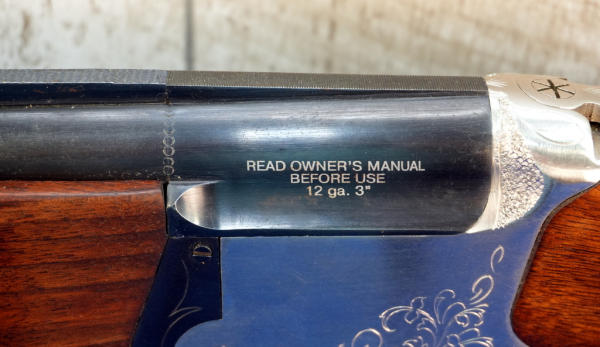 READ OWNER'S MANUAL
BEFORE USE
12 ga. 3"